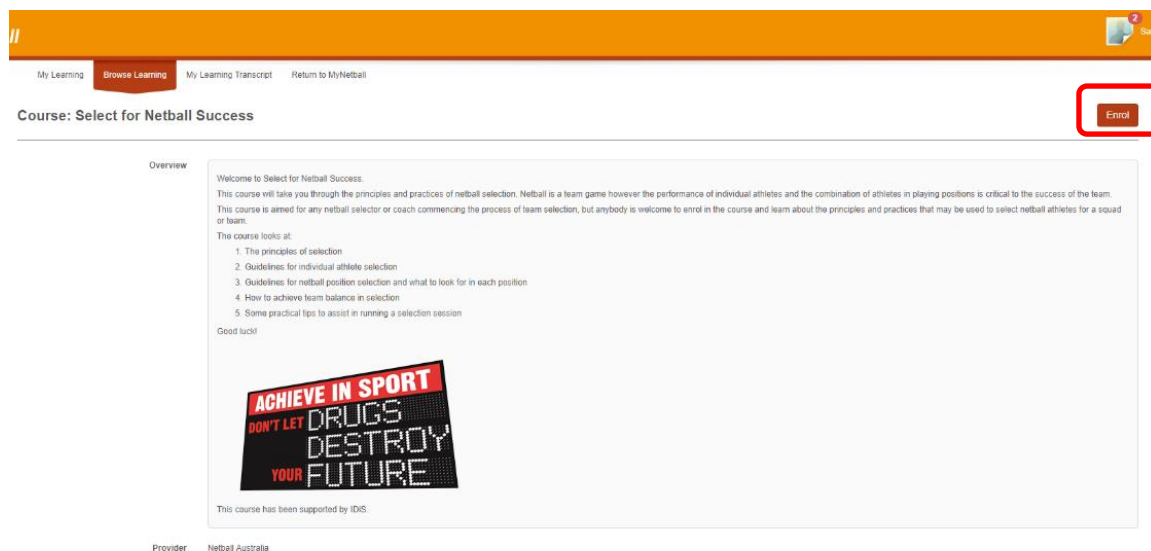 ll
2
Sa
My Learning Browse Learning My Learning Transcript Return to MyNetball
Course: Select for Netball Success
Enrol
Overview
Welcome to Select for Netball Success.
This course will take you through the principles and practices of netball selection. Netball is a team game however the performance of individual athletes and the combination of athletes in playing positions is critical to the success of the team.
This course is aimed for any netball selector or coach commencing the process of team selection, but anybody is welcome to enrol in the course and learn about the principles and practices that may be used to select netball athletes for a squad
or team.
The course looks at:
1. The principles of selection
2. Guidelines for individual athlete selection
3. Guidelines for netball position selection and what to look for in each position
4. How to achieve team balance in selection
5. Some practical tips to assist in running a selection session
Good luck!
ACHIEVE IN SPORT
DON'T LET DRUGS
DESTROY
YOUR FUTURE
This course has been supported by IDiS.
Provider Netball Australia